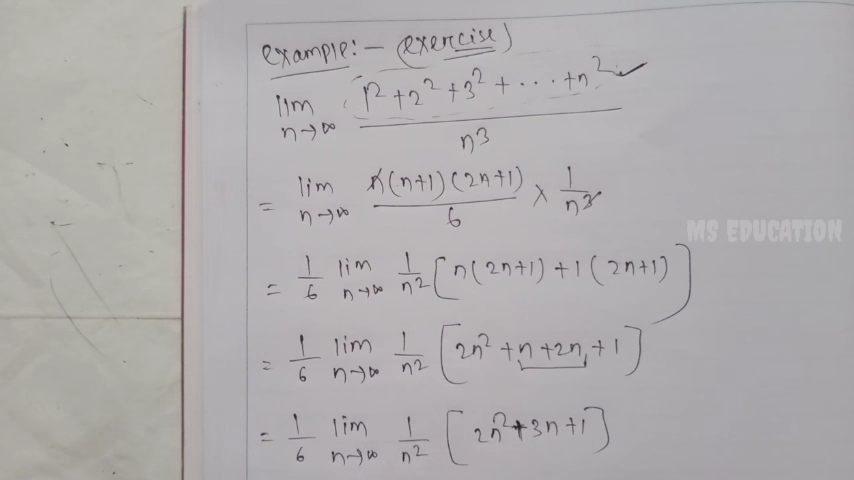 example:- (exercise)
lim n→∞ 1² + 2² + 3² + ... + n² / n³
= lim n→∞ n(n+1)(2n+1) / 6 × 1 / n³
= 1/6 lim n→∞ 1/n² [n(2n+1) + 1(2n+1)]
= 1/6 lim n→∞ 1/n² [2n² + n + 2n + 1]
= 1/6 lim n→∞ 1/n² [2n² + 3n + 1]
MS EDUCATION